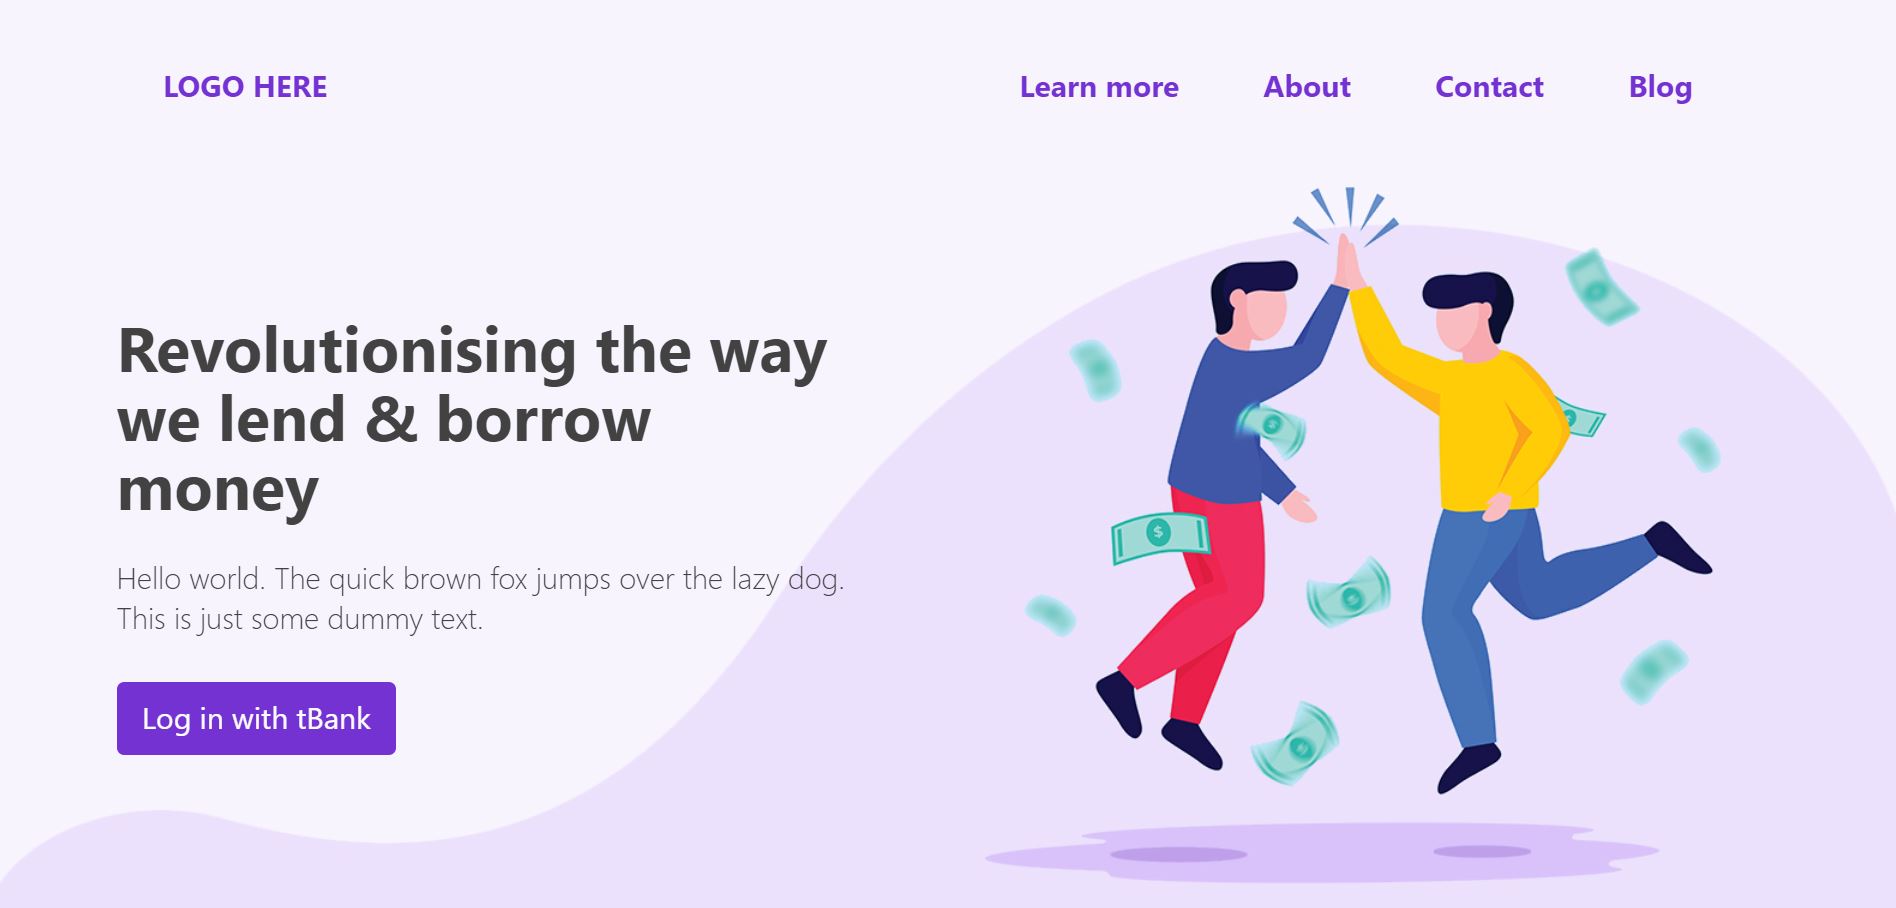 LOGO HERE
Learn more
About
Contact
Blog
Revolutionising the way
we lend & borrow
money
Hello world. The quick brown fox jumps over the lazy dog.
This is just some dummy text.
Log in with tBank
$